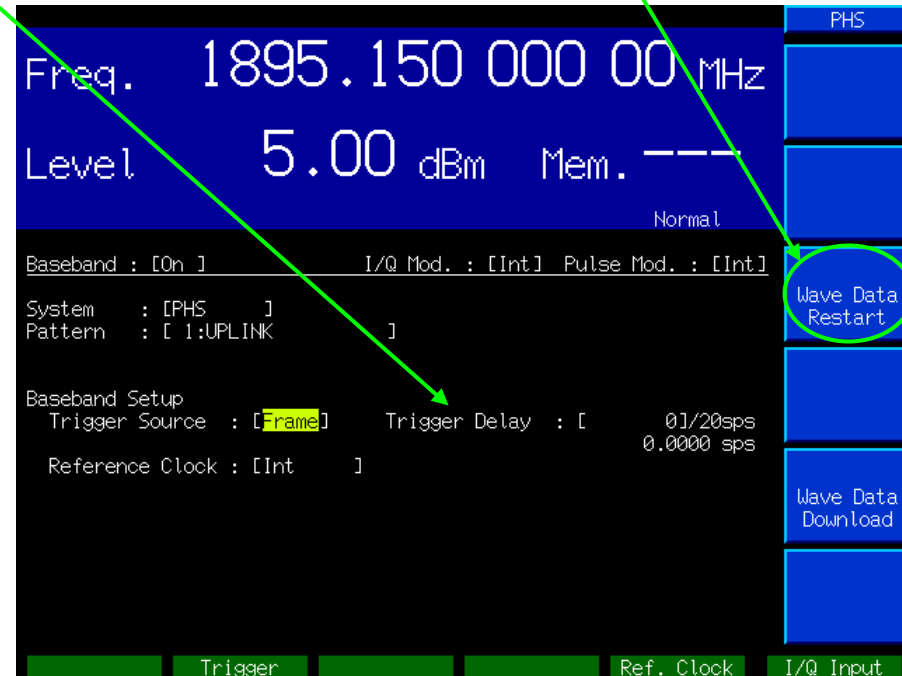 PHS
Freq. 1895.150 000 00 MHz
Level 5.00 dBm Mem. ---
Normal
Baseband : [On ] I/Q Mod. : [Int] Pulse Mod. : [Int]
System : [PHS ]
Pattern : [ 1:UPLINK ]
Baseband Setup
Trigger Source : [Frame] Trigger Delay : [ 0]/20sps
0.0000 sps
Reference Clock : [Int ]
Wave Data
Restart
Wave Data
Download
Trigger Ref. Clock I/Q Input